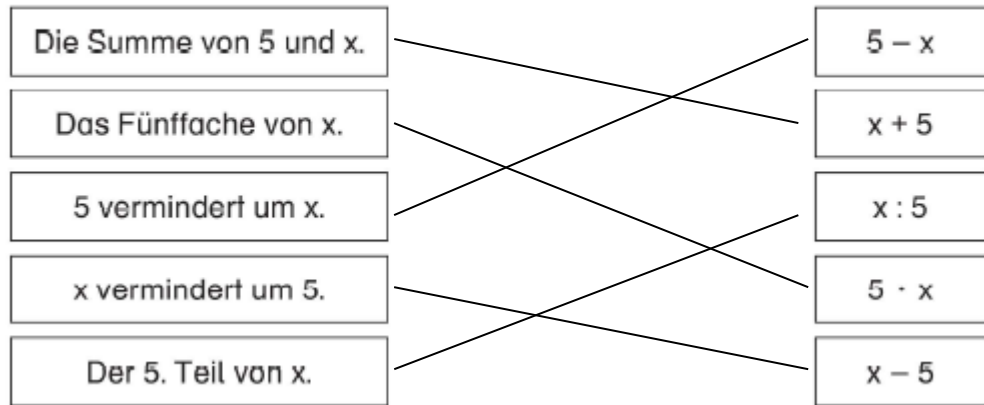 Die Summe von 5 und x.
5 – x
Das Fünffache von x.
x + 5
5 vermindert um x.
x : 5
x vermindert um 5.
5 · x
Der 5. Teil von x.
x – 5